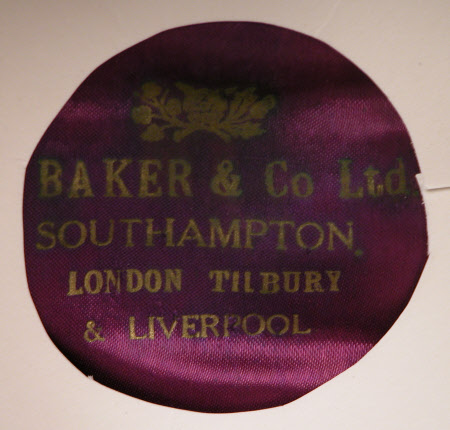 BAKER & Co Ltd.
SOUTHAMPTON.
LONDON TILBURY
& LIVERPOOL